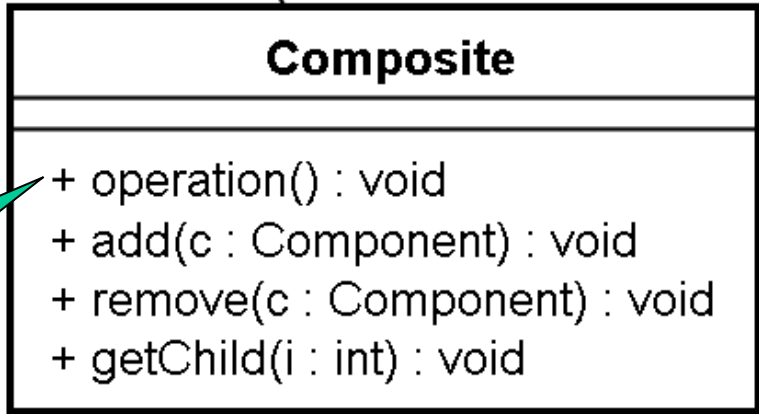 Composite
+ operation() : void
+ add(c : Component) : void
+ remove(c : Component) : void
+ getChild(i : int) : void